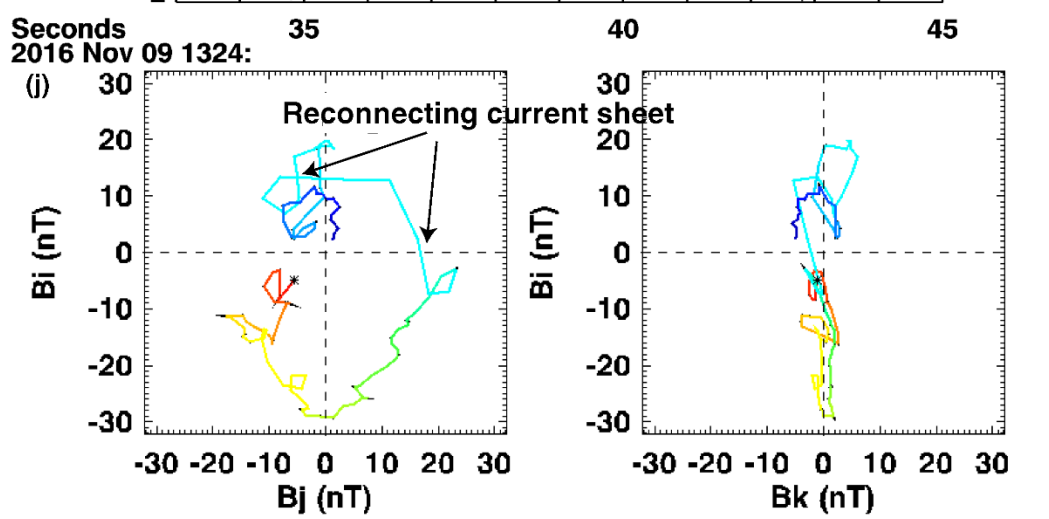 Seconds 35 40 45
2016 Nov 09 1324:
(j)
Reconnecting current sheet
30
20
10
0
-10
-20
-30
Bi (nT)
-30 -20 -10 0 10 20 30
Bj (nT)
30
20
10
0
-10
-20
-30
Bi (nT)
-30 -20 -10 0 10 20 30
Bk (nT)